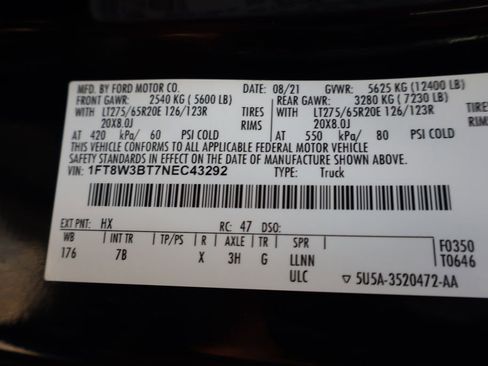 MFD. BY FORD MOTOR CO. DATE: 08/21 GVWR: 5625 KG (12400 LB)
FRONT GAWR: 2540 KG (5600 LB) REAR GAWR: 3280 KG (7230 LB)
WITH LT275/65R20E 126/123R TIRES WITH LT275/65R20E 126/123R TIRES
20X8.0J RIMS 20X8.0J RIMS
AT 420 kPa/ 60 PSI COLD AT 550 kPa/ 80 PSI COLD
THIS VEHICLE CONFORMS TO ALL APPLICABLE FEDERAL MOTOR VEHICLE
SAFETY STANDARDS IN EFFECT ON THE DATE OF MANUFACTURE SHOWN ABOVE.
VIN: 1FT8W3BT7NEC43292 TYPE: Truck
EXT PNT: HX RC: 47 DSO:
WB INT TR TP/PS R AXLE TR SPR F0350
176 7B X 3H G LLNN T0646
ULC ▽ 5U5A-3520472-AA